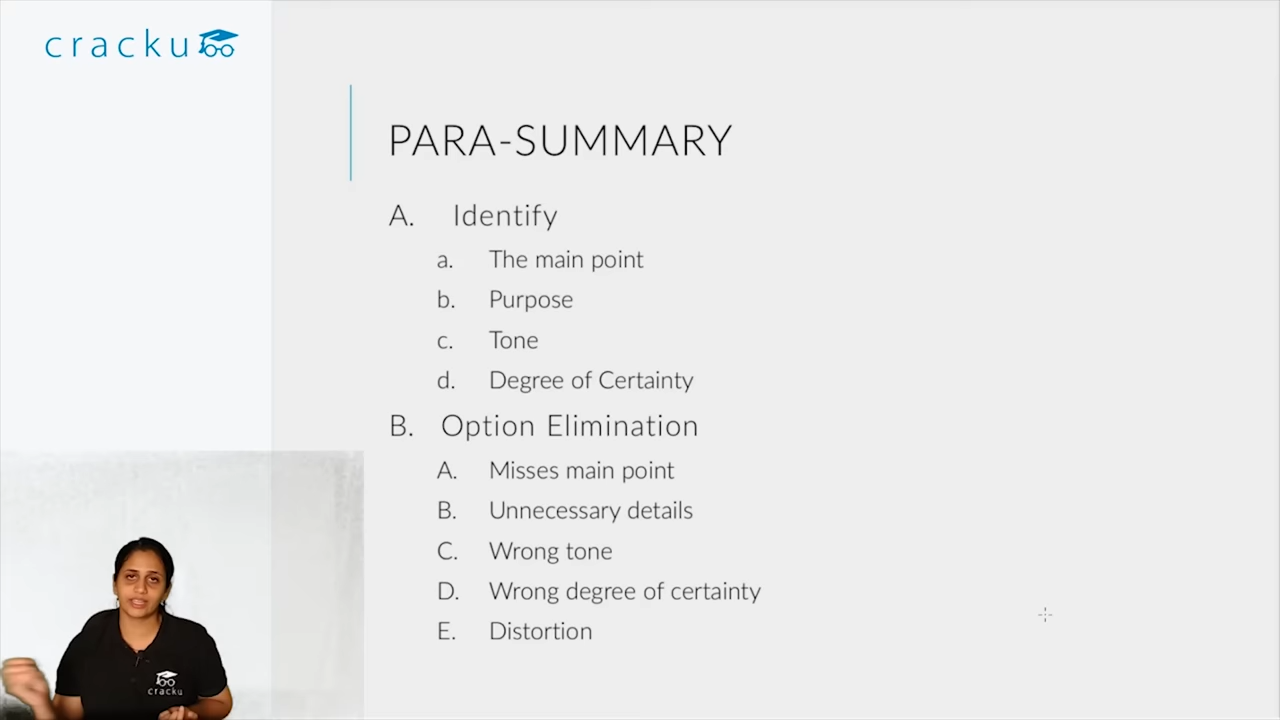 cracku
PARA-SUMMARY
A. Identify
a. The main point
b. Purpose
c. Tone
d. Degree of Certainty
B. Option Elimination
A. Misses main point
B. Unnecessary details
C. Wrong tone
D. Wrong degree of certainty
E. Distortion
cracku